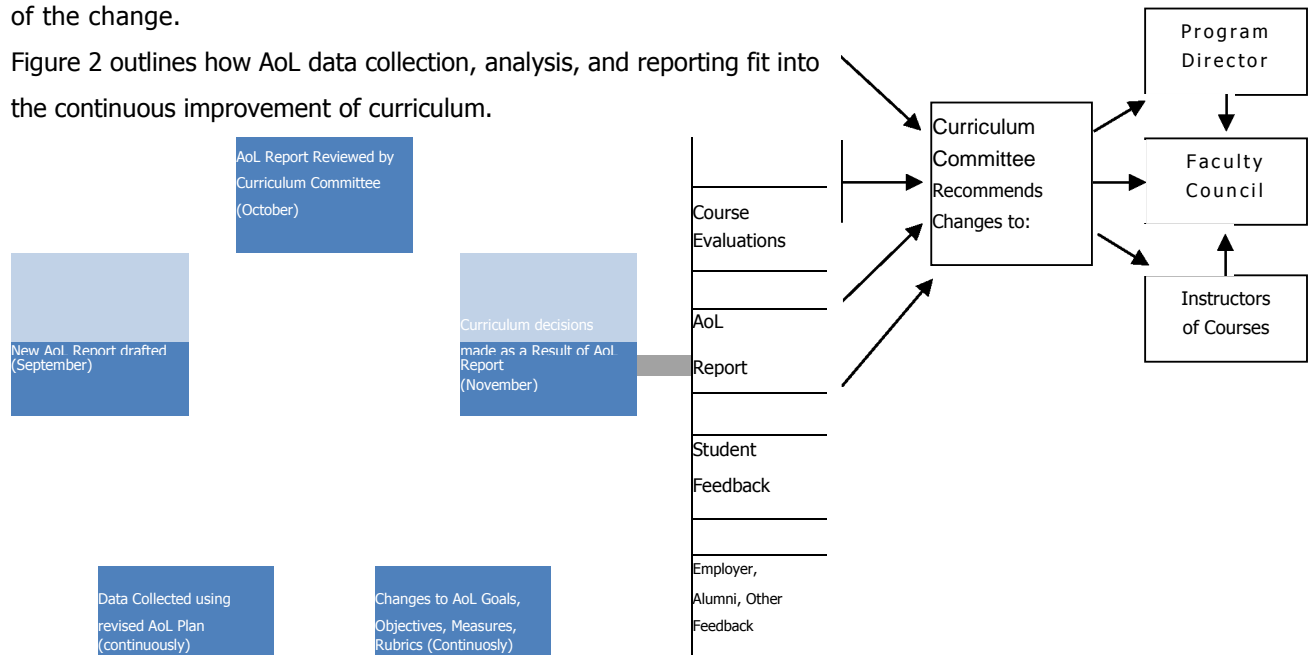 of the change.
Figure 2 outlines how AoL data collection, analysis, and reporting fit into
the continuous improvement of curriculum.
AoL Report Reviewed by
Curriculum Committee
(October)
New AoL Report drafted
(September)
Curriculum decisions
made as a Result of AoL
Report
(November)
Data Collected using
revised AoL Plan
(continuously)
Changes to AoL Goals,
Objectives, Measures,
Rubrics (Continuosly)
Course
Evaluations
AoL
Report
Student
Feedback
Employer,
Alumni, Other
Feedback
Curriculum
Committee
Recommends
Changes to:
Program
Director
Faculty
Council
Instructors
of Courses